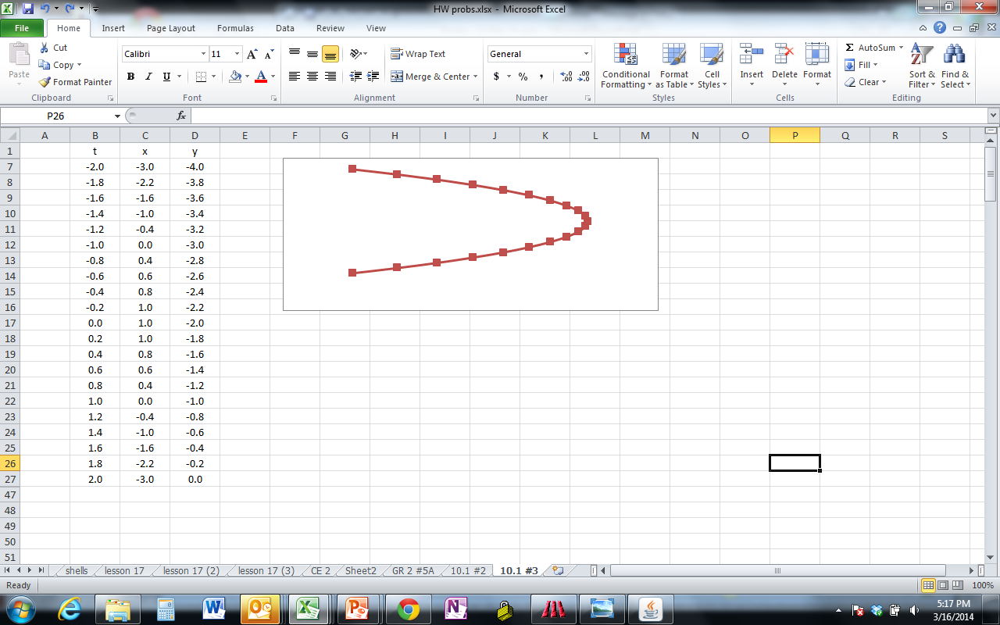 HW probs.xlsx - Microsoft Excel
File Home Insert Page Layout Formulas Data Review View
Paste
Cut
Copy
Format Painter
Clipboard
Calibri 11
B I U
Font
Wrap Text
Merge & Center
Alignment
General
$ % ,
Number
Conditional Formatting
Format as Table
Cell Styles
Styles
Insert Delete Format
Cells
AutoSum
Fill
Clear
Sort & Filter
Find & Select
Editing
P26 fx
A B C D E F G H I J K L M N O P Q R S
1 t x y
7 -2.0 -3.0 -4.0
8 -1.8 -2.2 -3.8
9 -1.6 -1.6 -3.6
10 -1.4 -1.0 -3.4
11 -1.2 -0.4 -3.2
12 -1.0 0.0 -3.0
13 -0.8 0.4 -2.8
14 -0.6 0.6 -2.6
15 -0.4 0.8 -2.4
16 -0.2 1.0 -2.2
17 0.0 1.0 -2.0
18 0.2 1.0 -1.8
19 0.4 0.8 -1.6
20 0.6 0.6 -1.4
21 0.8 0.4 -1.2
22 1.0 0.0 -1.0
23 1.2 -0.4 -0.8
24 1.4 -1.0 -0.6
25 1.6 -1.6 -0.4
26 1.8 -2.2 -0.2
27 2.0 -3.0 0.0
47
48
49
50
51
shells lesson 17 lesson 17 (2) lesson 17 (3) CE 2 Sheet2 GR 2 #5A 10.1 #2 10.1 #3
Ready 100%
5:17 PM
3/16/2014